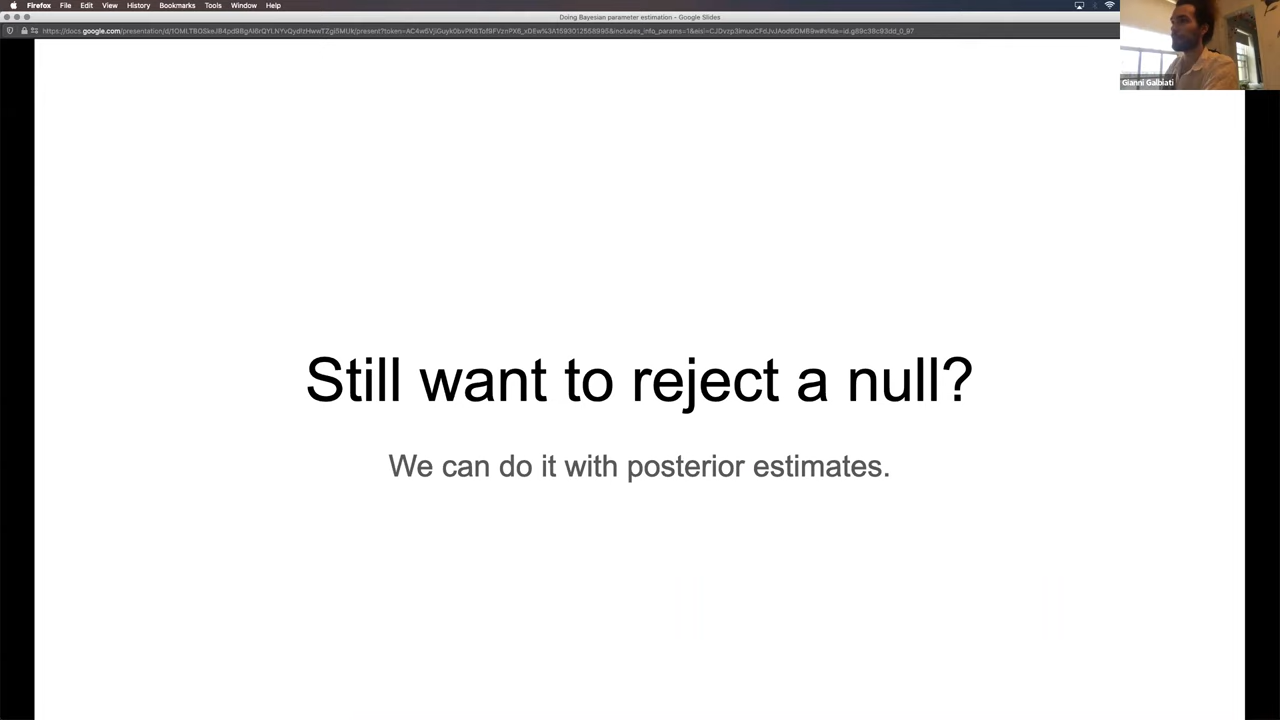 Firefox File Edit View History Bookmarks Tools Window Help
Doing Bayesian parameter estimation - Google Slides
Gianni Galbiati
Still want to reject a null?
We can do it with posterior estimates.